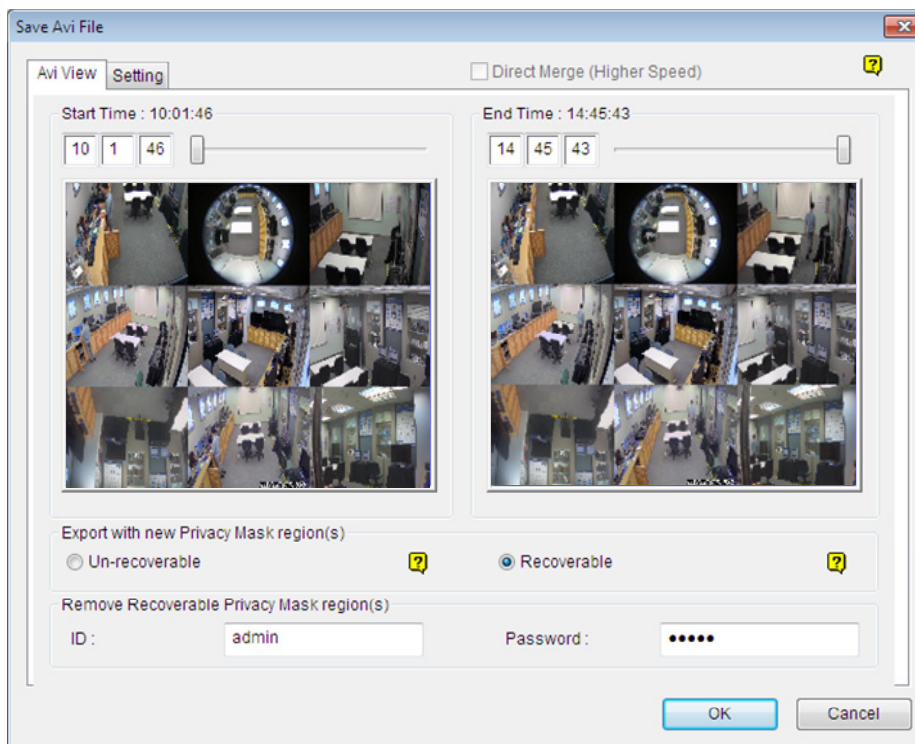 Save Avi File
Avi View
Setting
Direct Merge (Higher Speed)
?
Start Time : 10:01:46
10 1 46
End Time : 14:45:43
14 45 43
Export with new Privacy Mask region(s)
Un-recoverable
?
Recoverable
?
Remove Recoverable Privacy Mask region(s)
ID :
admin
Password :
●●●●●
OK
Cancel